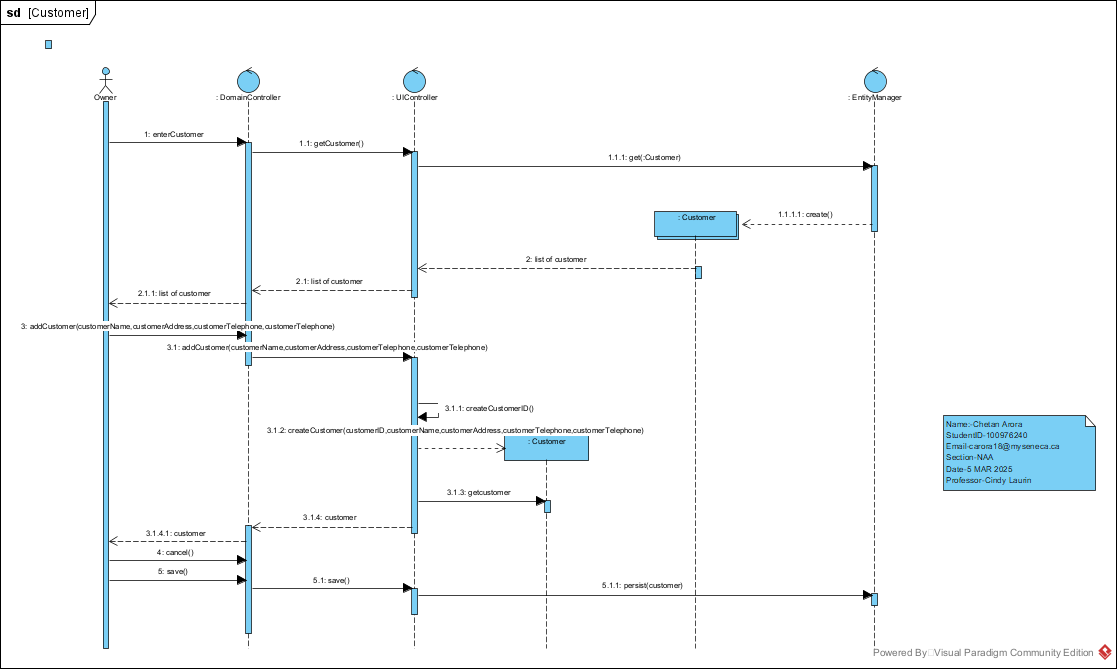 sd [Customer]
Owner
: DomainController
: UIController
: EntityManager
1: enterCustomer
1.1: getCustomer()
1.1.1: get(:Customer)
: Customer
1.1.1.1: create()
2: list of customer
2.1: list of customer
2.1.1: list of customer
3: addCustomer(customerName,customerAddress,customerTelephone,customerTelephone)
3.1: addCustomer(customerName,customerAddress,customerTelephone,customerTelephone)
3.1.1: createCustomerID()
3.1.2: createCustomer(customerID,customerName,customerAddress,customerTelephone,customerTelephone)
: Customer
Name:-Chetan Arora
StudentID-100976240
Email-carora18@myseneca.ca
Section-NAA
Date-5 MAR 2025
Professor-Cindy Laurin
3.1.3: getcustomer
3.1.4: customer
3.1.4.1: customer
4: cancel()
5: save()
5.1: save()
5.1.1: persist(customer)
Powered By Visual Paradigm Community Edition